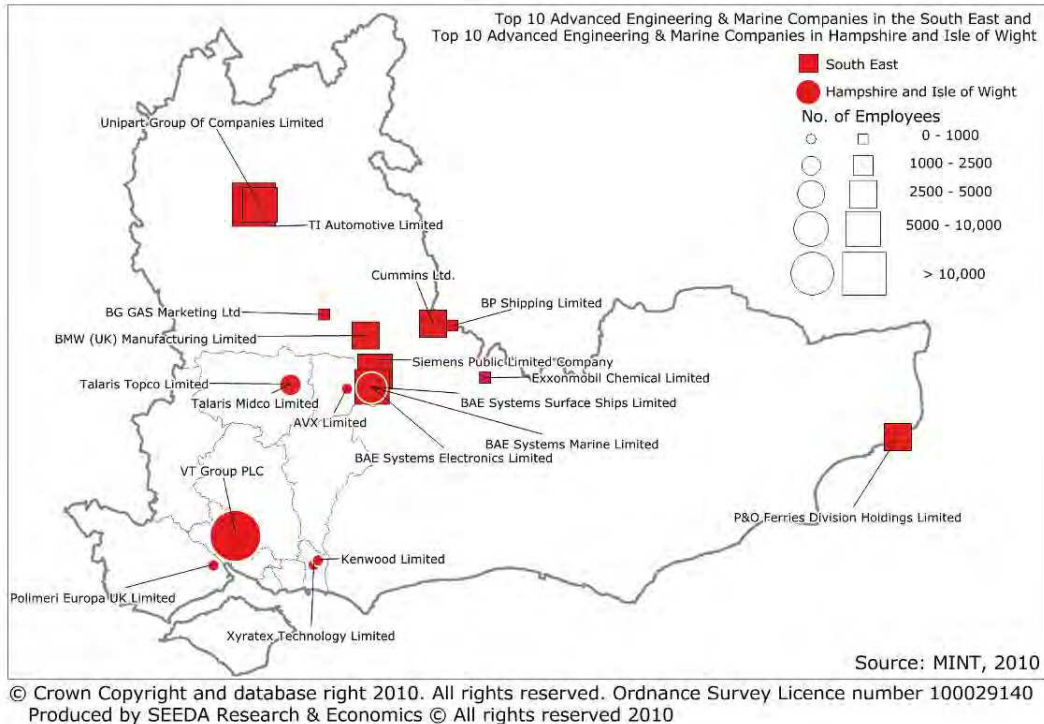 Top 10 Advanced Engineering & Marine Companies in the South East and
Top 10 Advanced Engineering & Marine Companies in Hampshire and Isle of Wight
South East
Hampshire and Isle of Wight
No. of Employees
0 - 1000
1000 - 2500
2500 - 5000
5000 - 10,000
> 10,000
Unipart Group Of Companies Limited
TI Automotive Limited
Cummins Ltd.
BP Shipping Limited
BG GAS Marketing Ltd
BMW (UK) Manufacturing Limited
Siemens Public Limited Company
Talaris Topco Limited
Exxonmobil Chemical Limited
Talaris Midco Limited
BAE Systems Surface Ships Limited
AVX Limited
BAE Systems Marine Limited
BAE Systems Electronics Limited
VT Group PLC
P&O Ferries Division Holdings Limited
Kenwood Limited
Polimeri Europa UK Limited
Xyratex Technology Limited
Source: MINT, 2010
© Crown Copyright and database right 2010. All rights reserved. Ordnance Survey Licence number 100029140
Produced by SEEDA Research & Economics © All rights reserved 2010